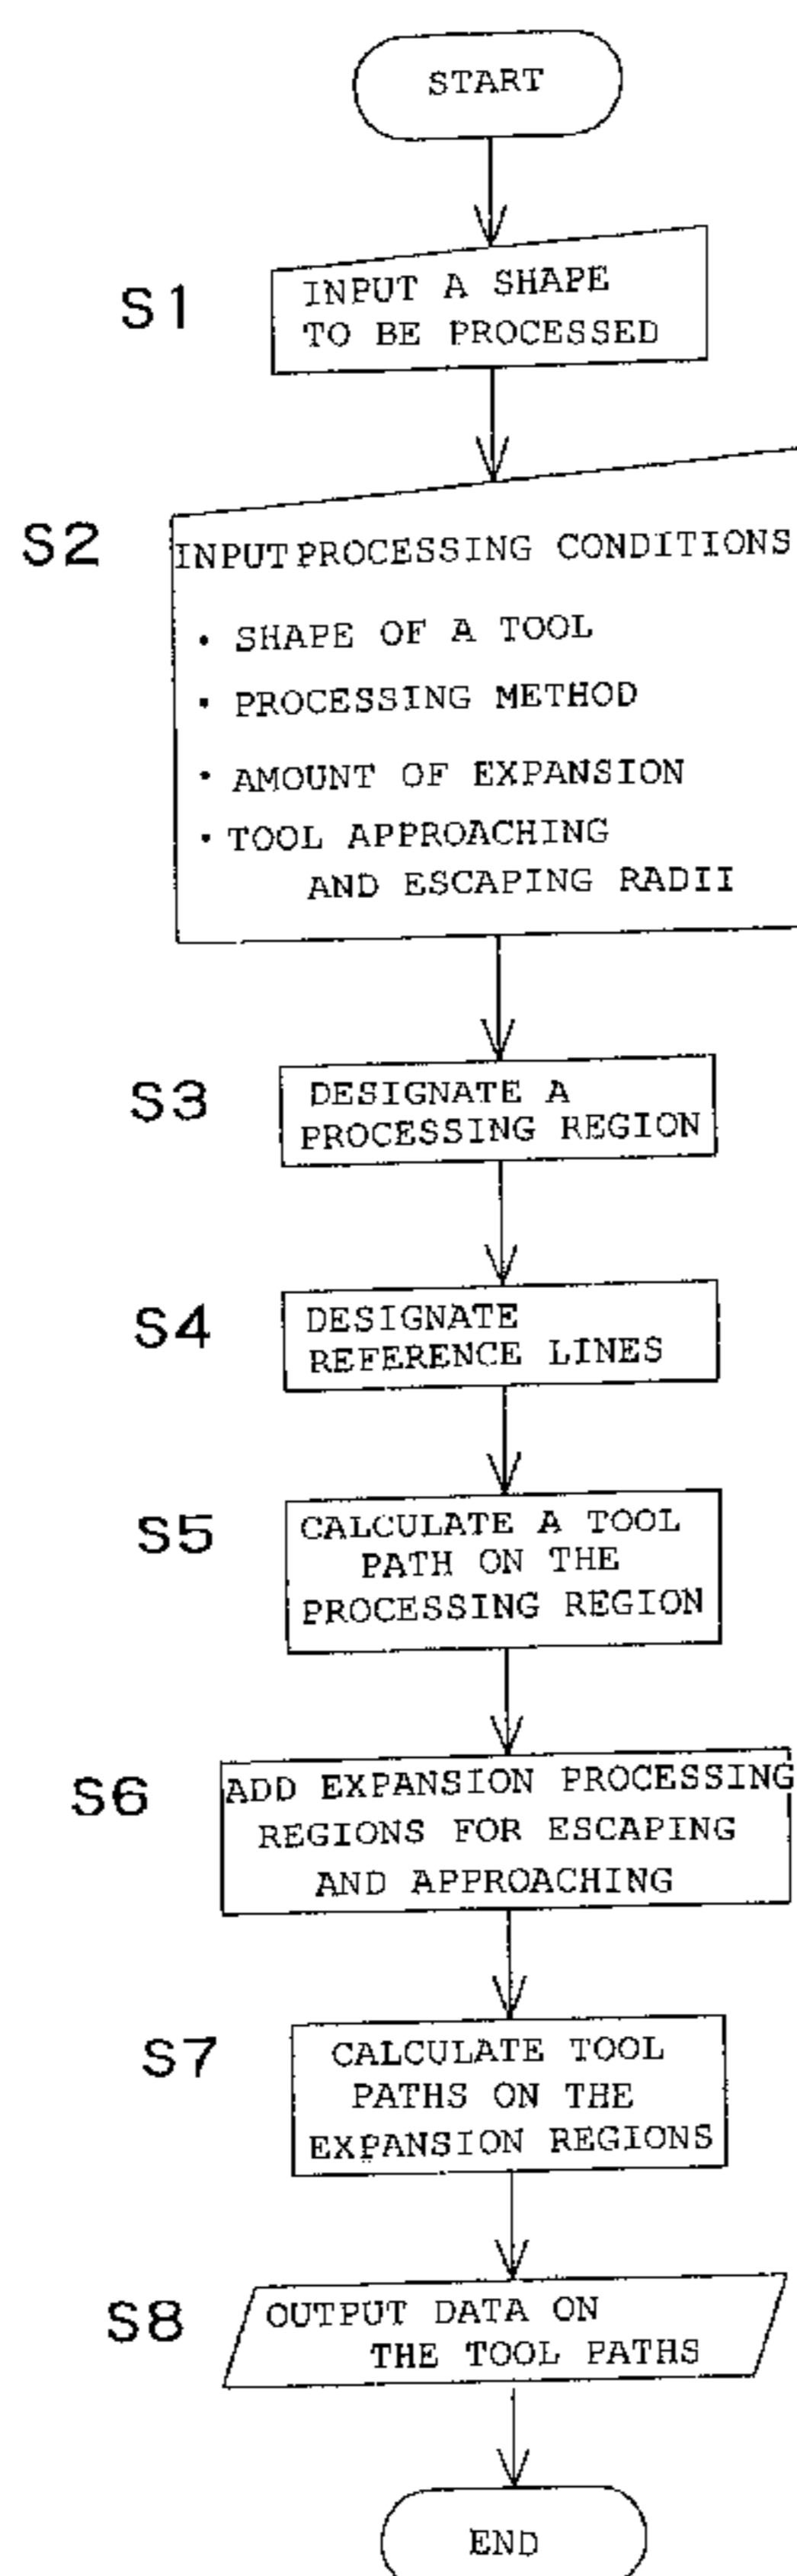 START
S1
INPUT A SHAPE
TO BE PROCESSED
S2
INPUT PROCESSING CONDITIONS
• SHAPE OF A TOOL
• PROCESSING METHOD
• AMOUNT OF EXPANSION
• TOOL APPROACHING
AND ESCAPING RADII
S3
DESIGNATE A
PROCESSING REGION
S4
DESIGNATE
REFERENCE LINES
S5
CALCULATE A TOOL
PATH ON THE
PROCESSING REGION
S6
ADD EXPANSION PROCESSING
REGIONS FOR ESCAPING
AND APPROACHING
S7
CALCULATE TOOL
PATHS ON THE
EXPANSION REGIONS
S8
OUTPUT DATA ON
THE TOOL PATHS
END